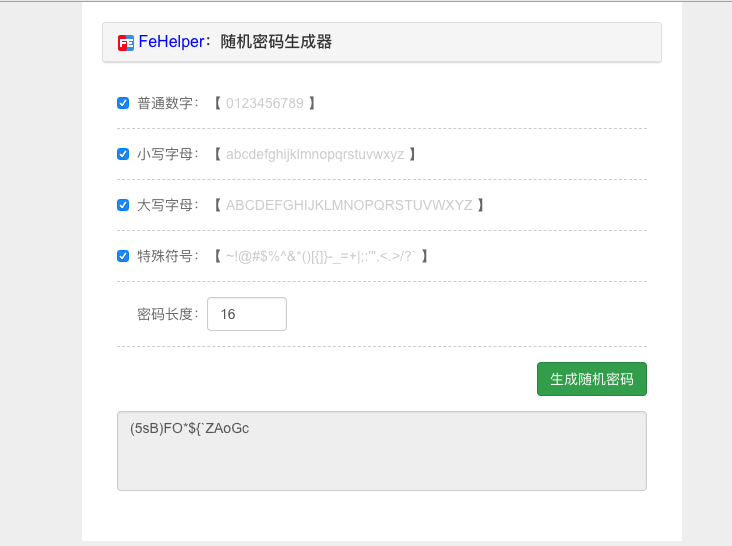 FeHelper：随机密码生成器
普通数字：【 0123456789 】
小写字母：【 abcdefghijklmnopqrstuvwxyz 】
大写字母：【 ABCDEFGHIJKLMNOPQRSTUVWXYZ 】
特殊符号：【 ~!@#$%^&*()[{]}-_=+|;:'",<.>/?` 】
密码长度： 16
生成随机密码
(5sB)FO*${`ZAoGc